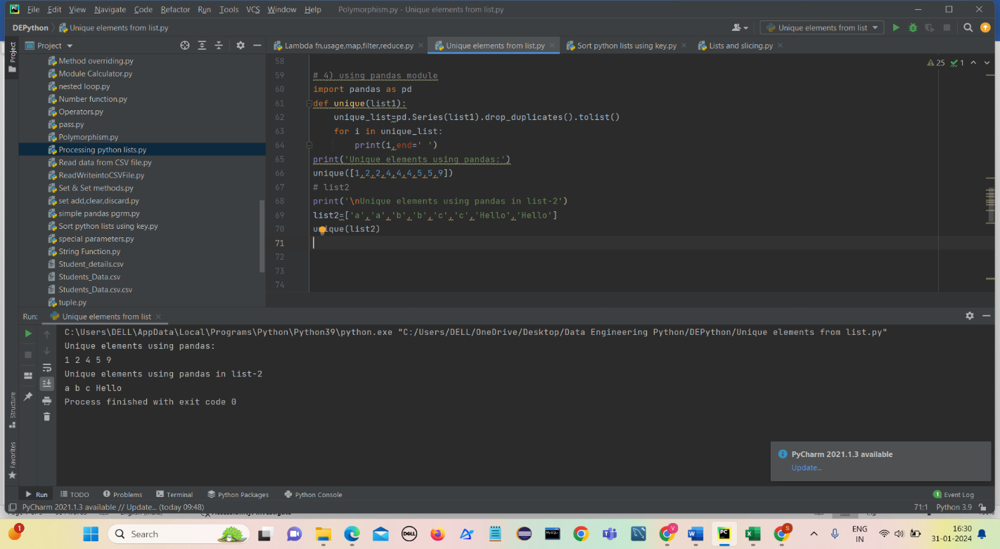 File Edit View Navigate Code Refactor Run Tools VCS Window Help Polymorphism.py - Unique elements from list.py
DEPython Unique elements from list.py Unique elements from list
Project
Project
Lambda fn,usage,map,filter,reduce.py Unique elements from list.py Sort python lists using key.py Lists and slicing.py
Method overriding.py
Module Calculator.py
nested loop.py
Number function.py
Operators.py
pass.py
Polymorphism.py
Processing python lists.py
Read data from CSV file.py
ReadWriteintoCSVFile.py
Set & Set methods.py
set add,clear,discard.py
simple pandas pgrm.py
Sort python lists using key.py
special parameters.py
String Function.py
Student_details.csv
Students_Data.csv
Students_Data.csv.csv
tuple.py
25 1
58
59 # 4) using pandas module
60 import pandas as pd
61 def unique(list1):
62 unique_list=pd.Series(list1).drop_duplicates().tolist()
63 for i in unique_list:
64 print(i,end=' ')
65 print('Unique elements using pandas:')
66 unique([1,2,2,4,4,4,5,5,9])
67 # list2
68 print('\nUnique elements using pandas in list-2')
69 list2=['a','a','b','b','c','c','Hello','Hello']
70 unique(list2)
71
72
73
74
Run: Unique elements from list
C:\Users\DELL\AppData\Local\Programs\Python\Python39\python.exe "C:/Users/DELL/OneDrive/Desktop/Data Engineering Python/DEPython/Unique elements from list.py"
Unique elements using pandas:
1 2 4 5 9
Unique elements using pandas in list-2
a b c Hello
Process finished with exit code 0
Structure
Favorites
PyCharm 2021.1.3 available
Update...
Run TODO Problems Terminal Python Packages Python Console 1 Event Log
PyCharm 2021.1.3 available // Update... (today 09:48) 71:1 Python 3.9
1 Search DELL V W PC S ENG 16:30
IN 31-01-2024